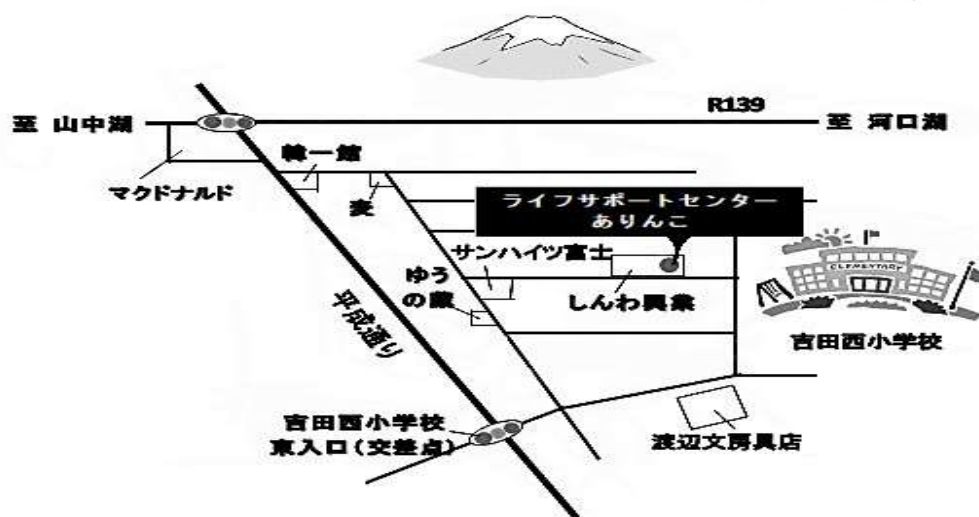 R139
至 山中湖
至 河口湖
韓一館
マクドナルド
麦
ライフサポートセンター
ありんこ
サンハイツ富士
ELEMENTARY
ゆう
の蔵
しんわ興業
平成通り
吉田西小学校
吉田西小学校
東入口(交差点)
渡辺文房具店